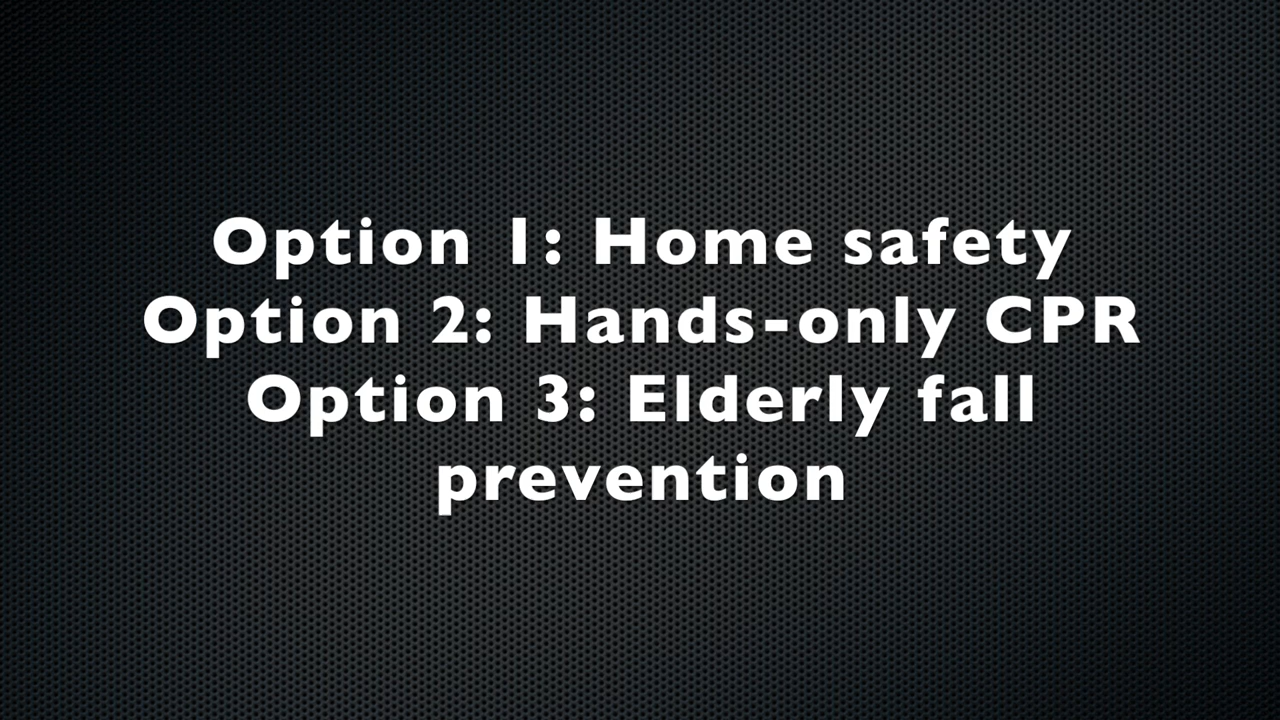 Option 1: Home safety
Option 2: Hands-only CPR
Option 3: Elderly fall
prevention